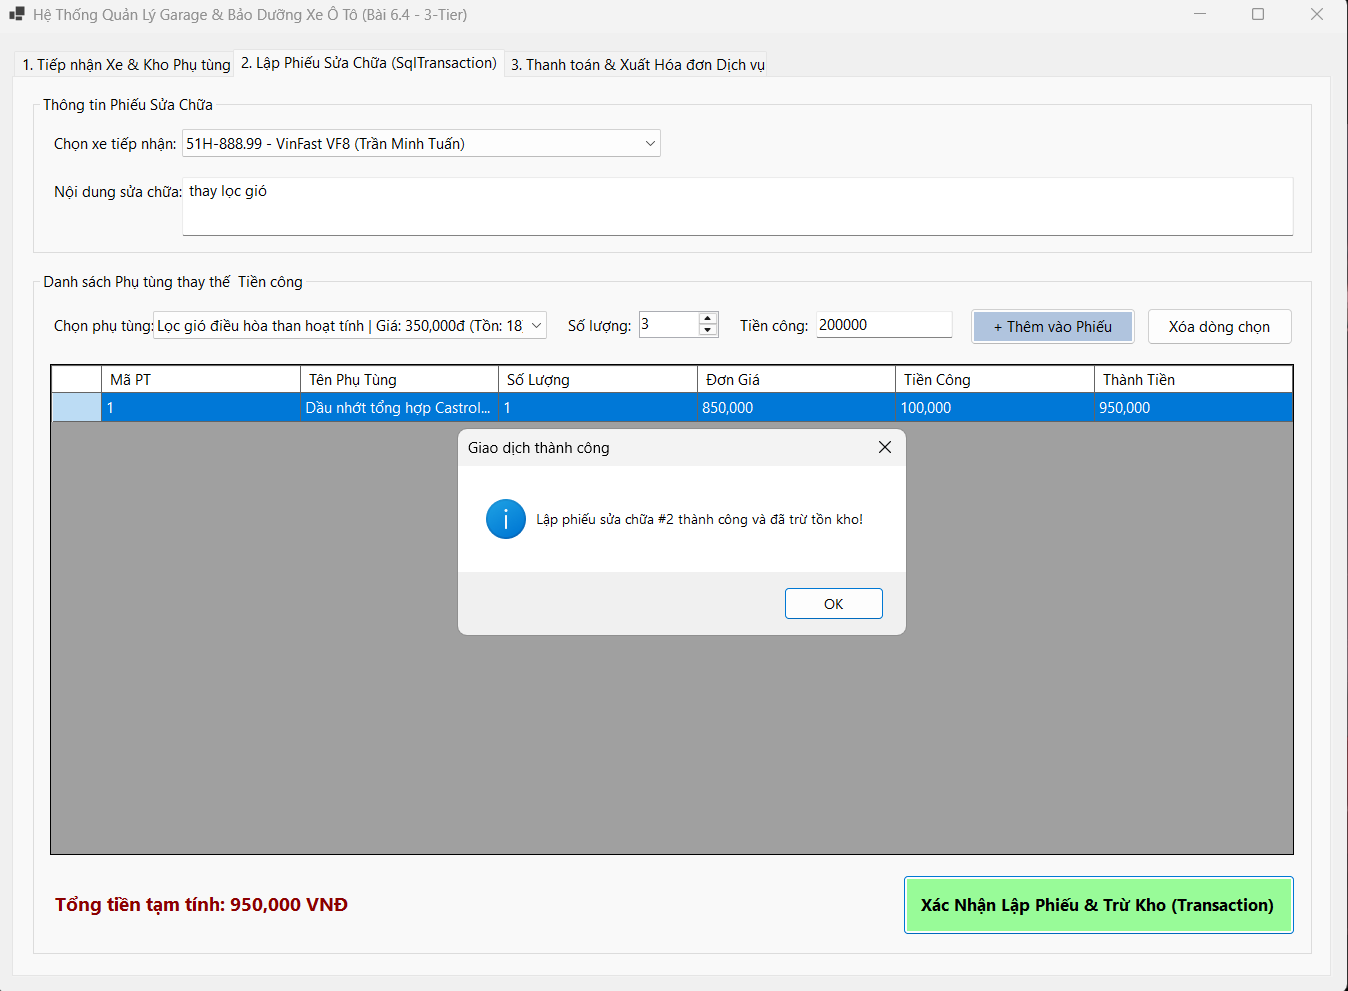 Hệ Thống Quản Lý Garage & Bảo Dưỡng Xe Ô Tô (Bài 6.4 - 3-Tier)
1. Tiếp nhận Xe & Kho Phụ tùng 2. Lập Phiếu Sửa Chữa (SqlTransaction) 3. Thanh toán & Xuất Hóa đơn Dịch vụ
Thông tin Phiếu Sửa Chữa
Chọn xe tiếp nhận: 51H-888.99 - VinFast VF8 (Trần Minh Tuấn)
Nội dung sửa chữa: thay lọc gió
Danh sách Phụ tùng thay thế Tiền công
Chọn phụ tùng: Lọc gió điều hòa than hoạt tính | Giá: 350,000đ (Tồn: 18) Số lượng: 3 Tiền công: 200000 + Thêm vào Phiếu Xóa dòng chọn
Mã PT Tên Phụ Tùng Số Lượng Đơn Giá Tiền Công Thành Tiền
1 Dầu nhớt tổng hợp Castrol... 1 850,000 100,000 950,000
Giao dịch thành công
Lập phiếu sửa chữa #2 thành công và đã trừ tồn kho!
OK
Tổng tiền tạm tính: 950,000 VNĐ
Xác Nhận Lập Phiếu & Trừ Kho (Transaction)